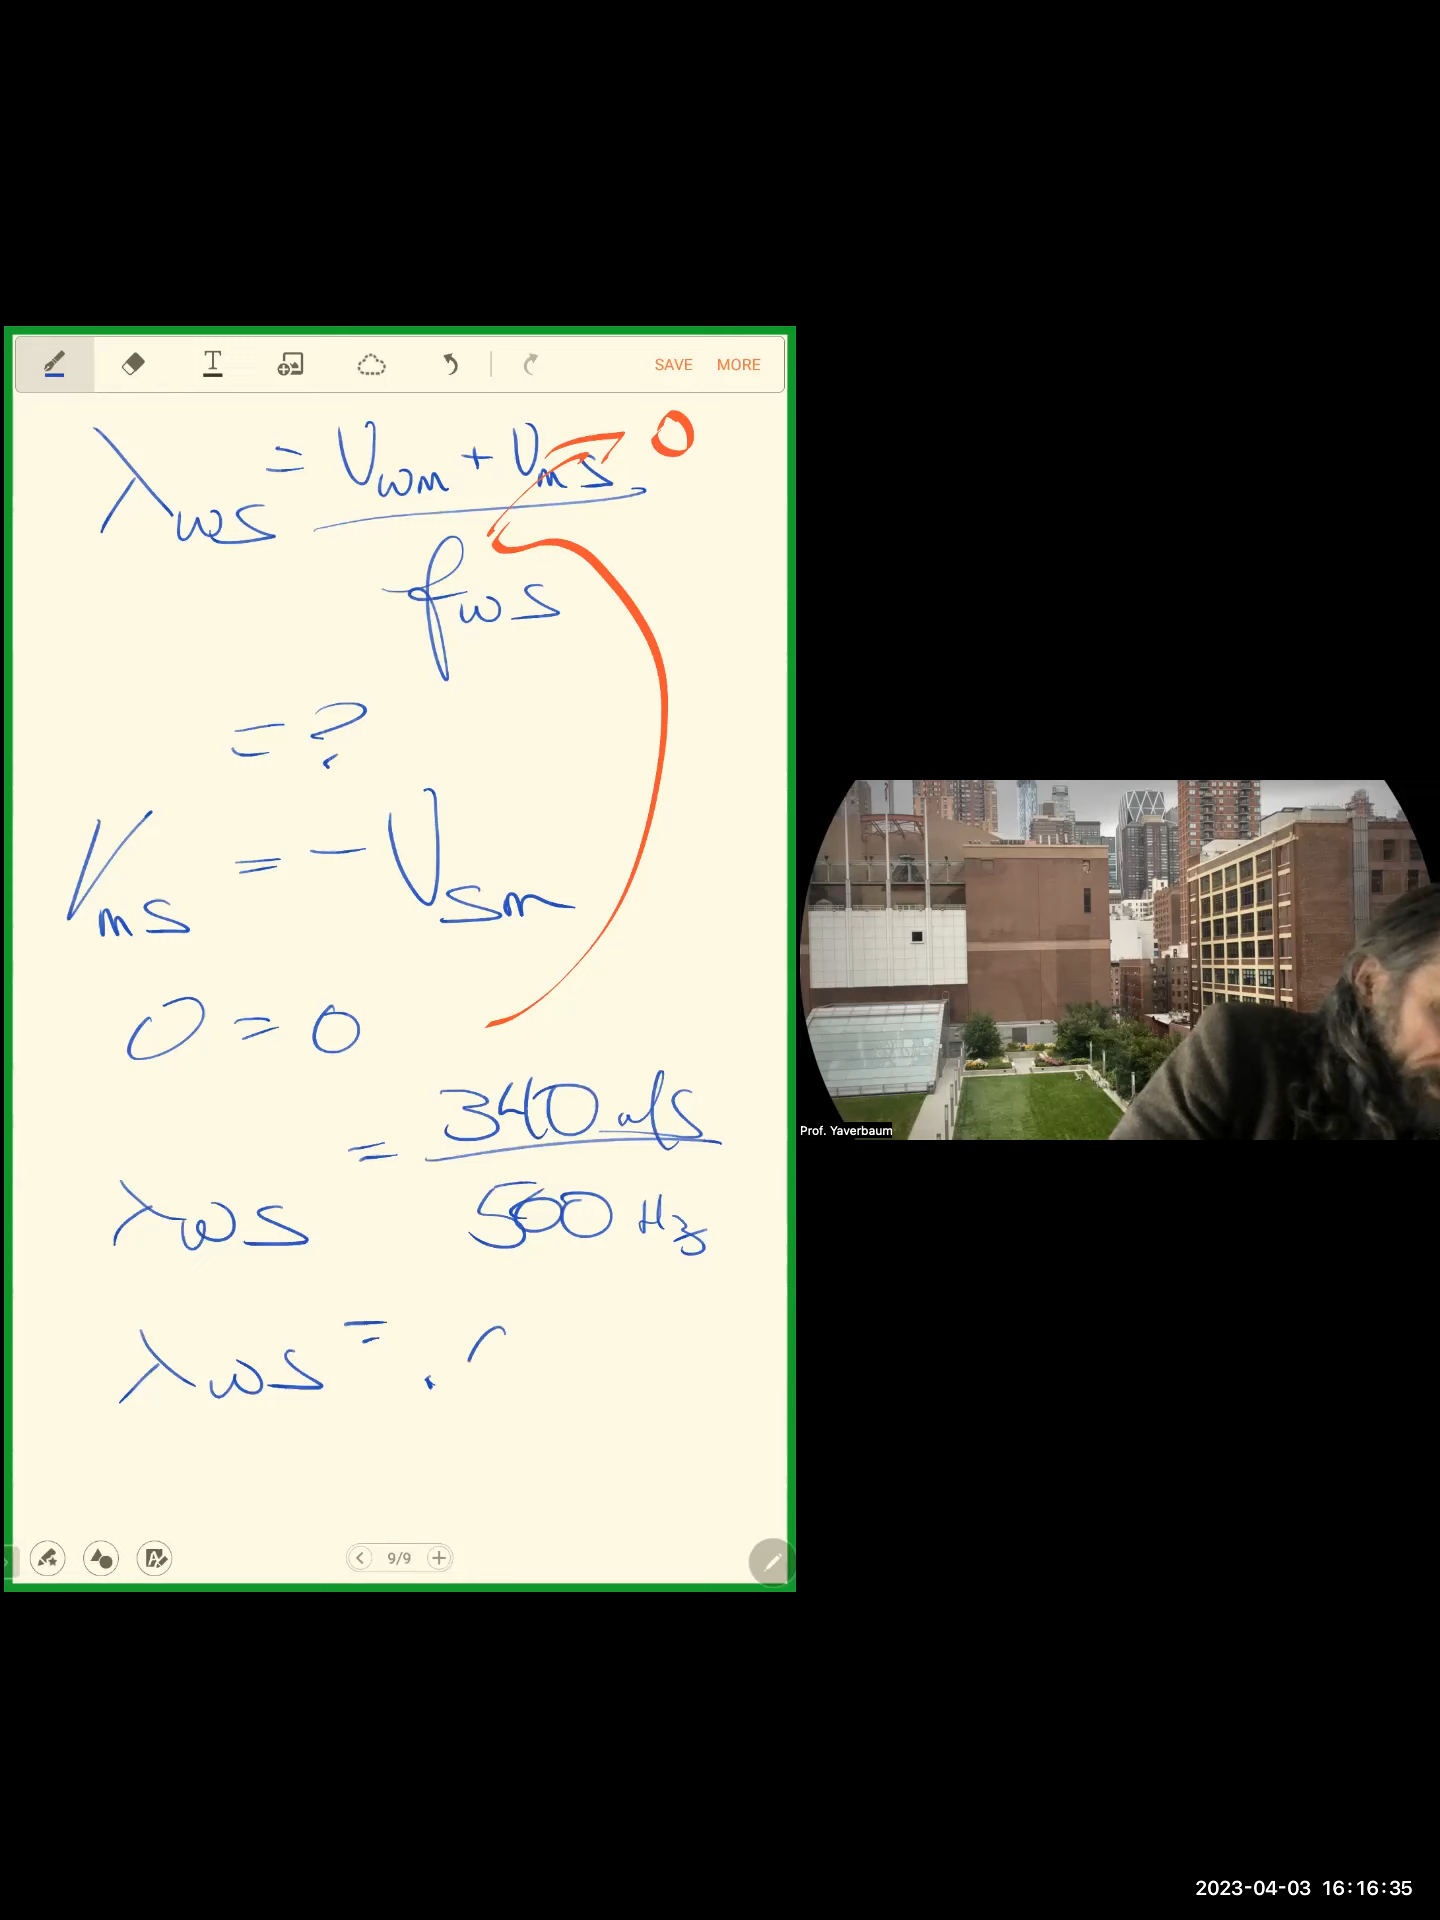 T SAVE MORE
λws = Vwm + Vms 0
fws
= ?
Vms = - Vsm
0 = 0
λws = 340 m/s
500 Hz
λws = .
A
9/9
Prof. Yaverbaum
2023-04-03 16:16:35